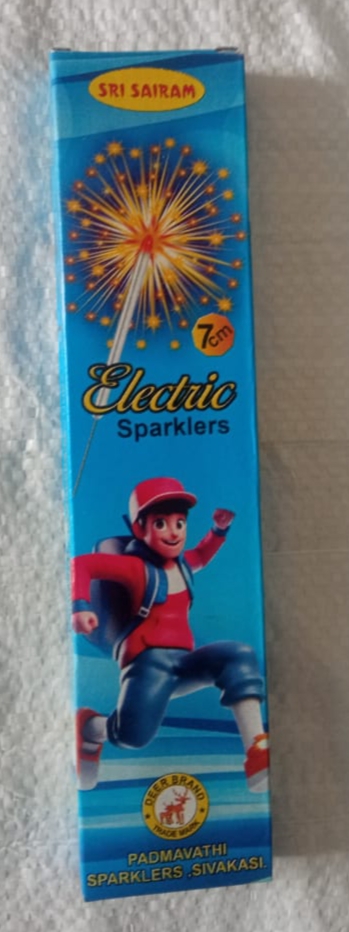 SRI SAIRAM
7cm
Electric
Sparklers
DEER BRAND
TRADE MARK
PADMAVATHI
SPARKLERS .SIVAKASI.